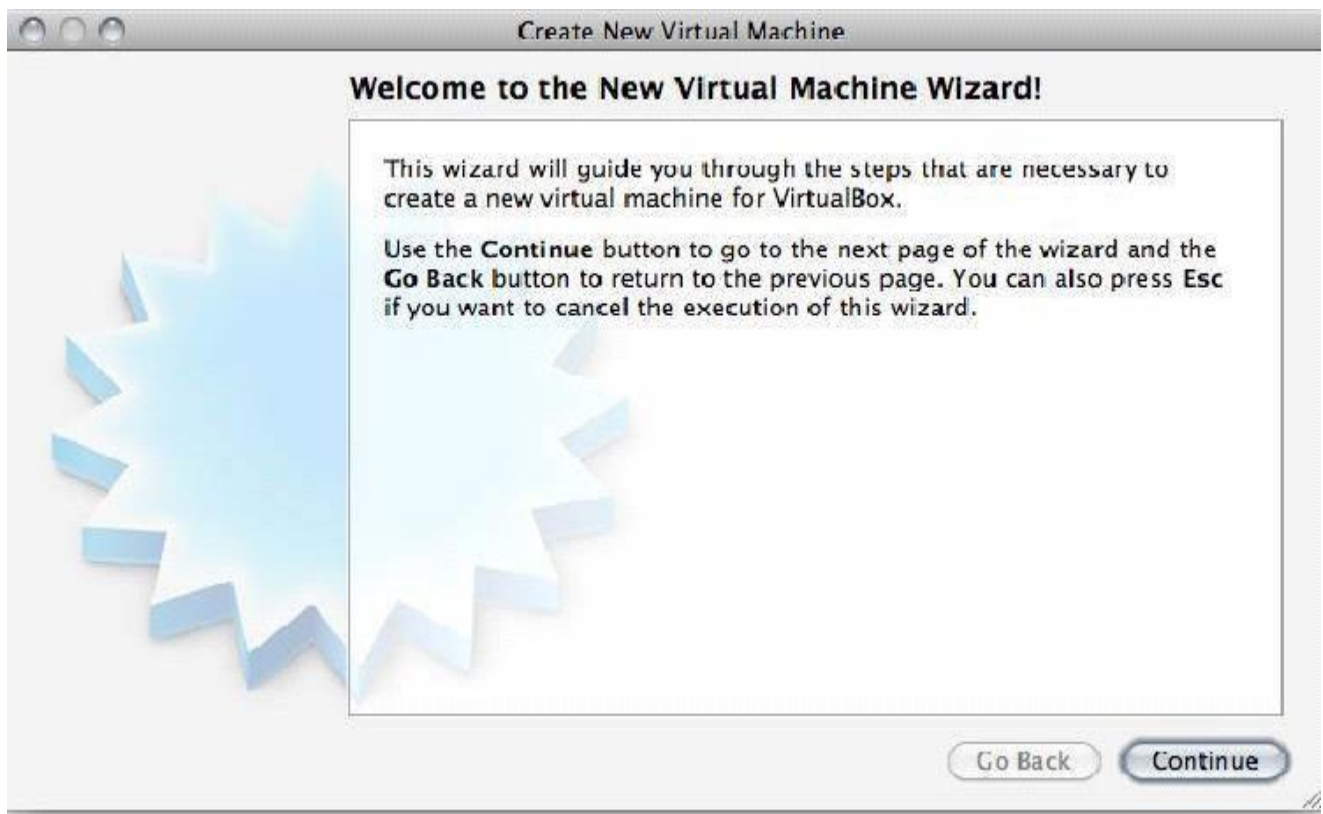 Create New Virtual Machine
Welcome to the New Virtual Machine Wizard!
This wizard will guide you through the steps that are necessary to
create a new virtual machine for VirtualBox.
Use the Continue button to go to the next page of the wizard and the
Go Back button to return to the previous page. You can also press Esc
if you want to cancel the execution of this wizard.
Go Back
Continue